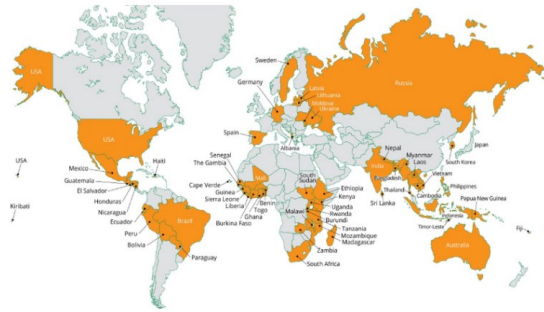 USA
USA
Mexico
Guatemala
El Salvador
Honduras
Nicaragua
Ecuador
Peru
Bolivia
Paraguay
Brazil
Haiti
USA
Kiribati
Sweden
Germany
Spain
Latvia
Lithuania
Moldova
Ukraine
Albania
Russia
Senegal
The Gambia
Cape Verde
Guinea
Sierra Leone
Liberia
Burkina Faso
Ghana
Togo
Benin
Mali
South
Sudan
Ethiopia
Kenya
Uganda
Rwanda
Burundi
Tanzania
Mozambique
Madagascar
Malawi
Zambia
South Africa
India
Nepal
Bangladesh
Sri Lanka
Myanmar
Laos
Thailand
Vietnam
Cambodia
Philippines
South Korea
Japan
Indonesia
Timor-Leste
Papua New Guinea
Australia
Fiji